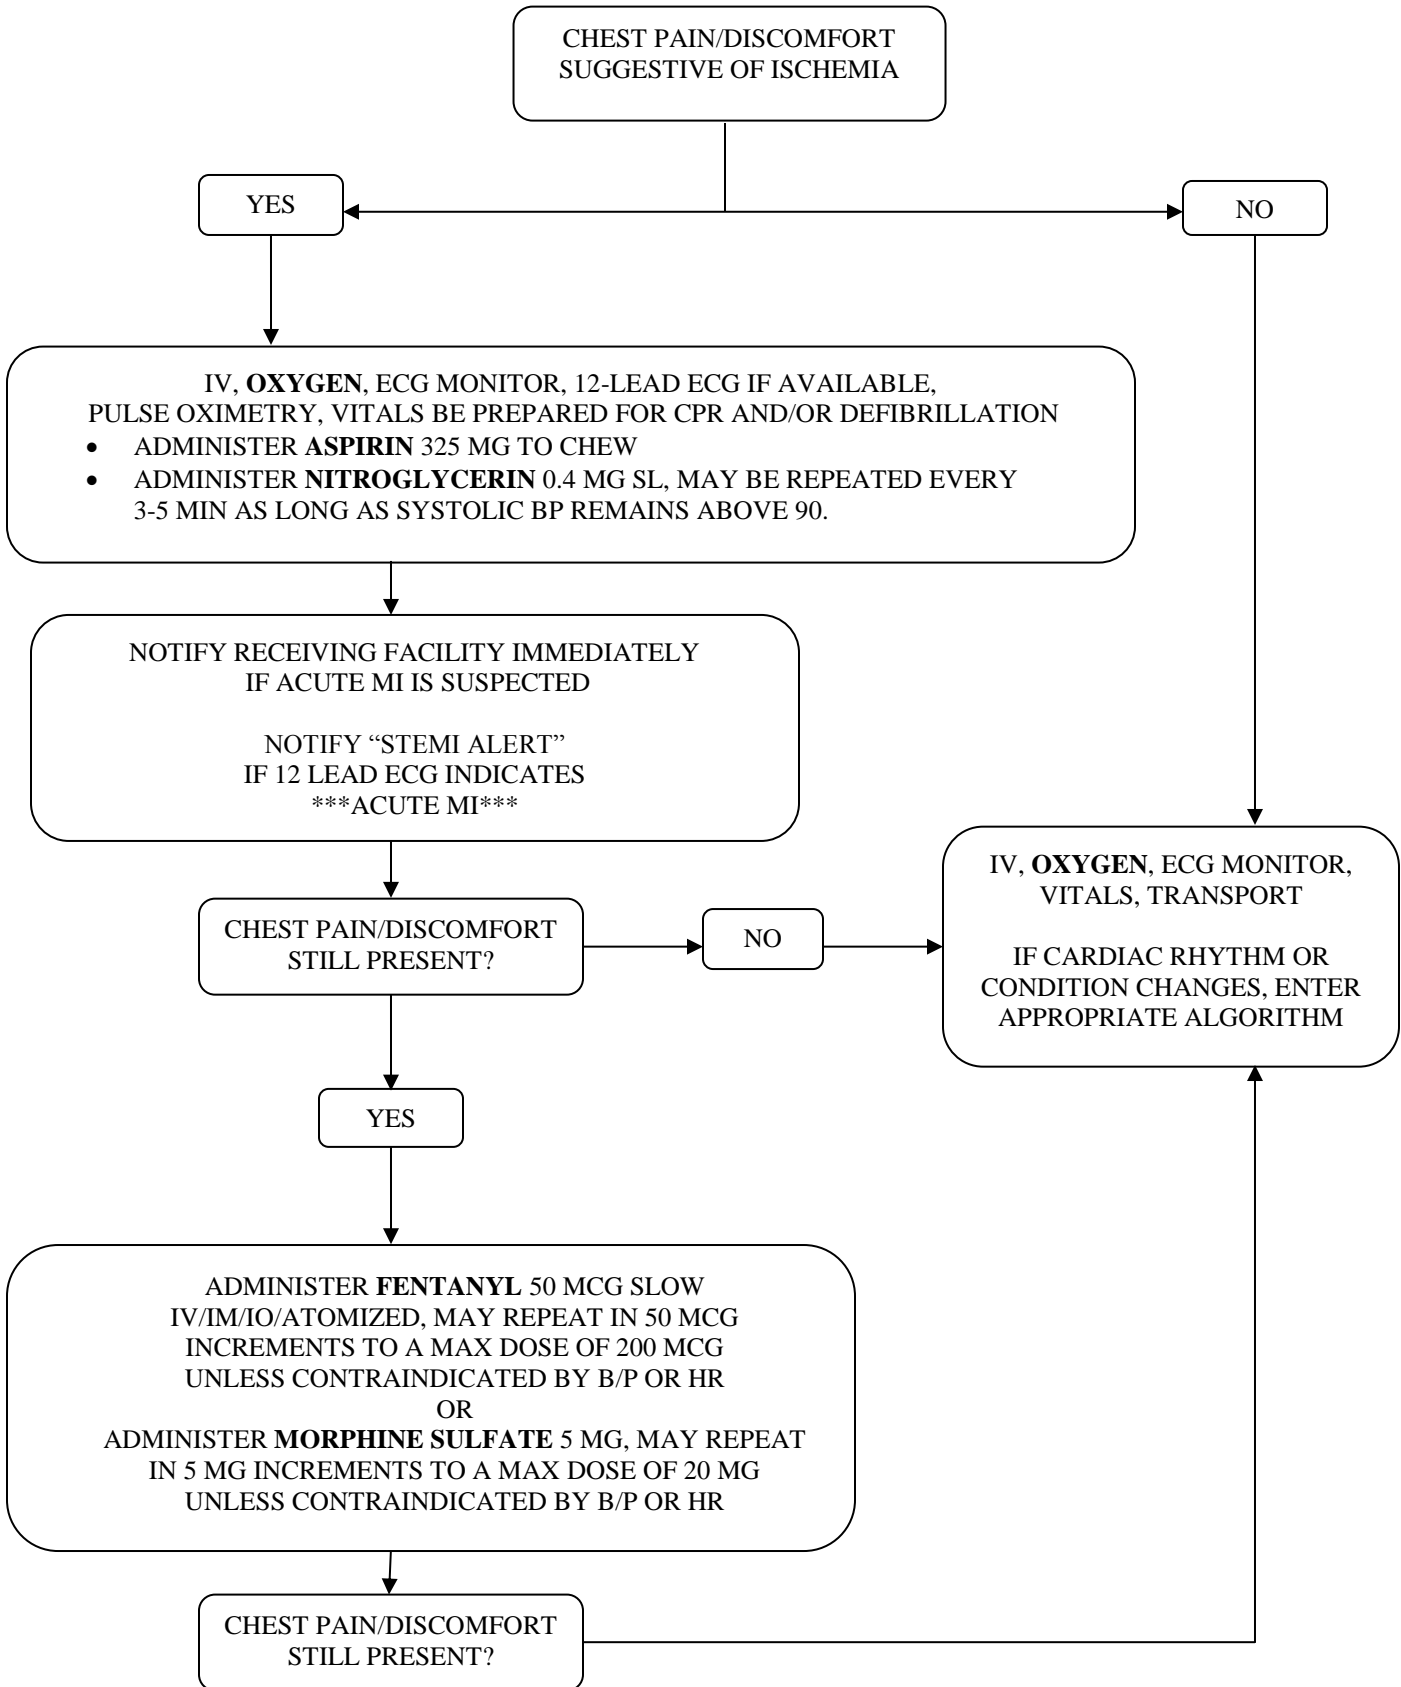 CHEST PAIN/DISCOMFORT
SUGGESTIVE OF ISCHEMIA
YES
NO
IV, OXYGEN, ECG MONITOR, 12-LEAD ECG IF AVAILABLE,
PULSE OXIMETRY, VITALS BE PREPARED FOR CPR AND/OR DEFIBRILLATION
• ADMINISTER ASPIRIN 325 MG TO CHEW
• ADMINISTER NITROGLYCERIN 0.4 MG SL, MAY BE REPEATED EVERY
3-5 MIN AS LONG AS SYSTOLIC BP REMAINS ABOVE 90.
NOTIFY RECEIVING FACILITY IMMEDIATELY
IF ACUTE MI IS SUSPECTED
NOTIFY “STEMI ALERT”
IF 12 LEAD ECG INDICATES
***ACUTE MI***
CHEST PAIN/DISCOMFORT
STILL PRESENT?
NO
IV, OXYGEN, ECG MONITOR,
VITALS, TRANSPORT
IF CARDIAC RHYTHM OR
CONDITION CHANGES, ENTER
APPROPRIATE ALGORITHM
YES
ADMINISTER FENTANYL 50 MCG SLOW
IV/IM/IO/ATOMIZED, MAY REPEAT IN 50 MCG
INCREMENTS TO A MAX DOSE OF 200 MCG
UNLESS CONTRAINDICATED BY B/P OR HR
OR
ADMINISTER MORPHINE SULFATE 5 MG, MAY REPEAT
IN 5 MG INCREMENTS TO A MAX DOSE OF 20 MG
UNLESS CONTRAINDICATED BY B/P OR HR
CHEST PAIN/DISCOMFORT
STILL PRESENT?